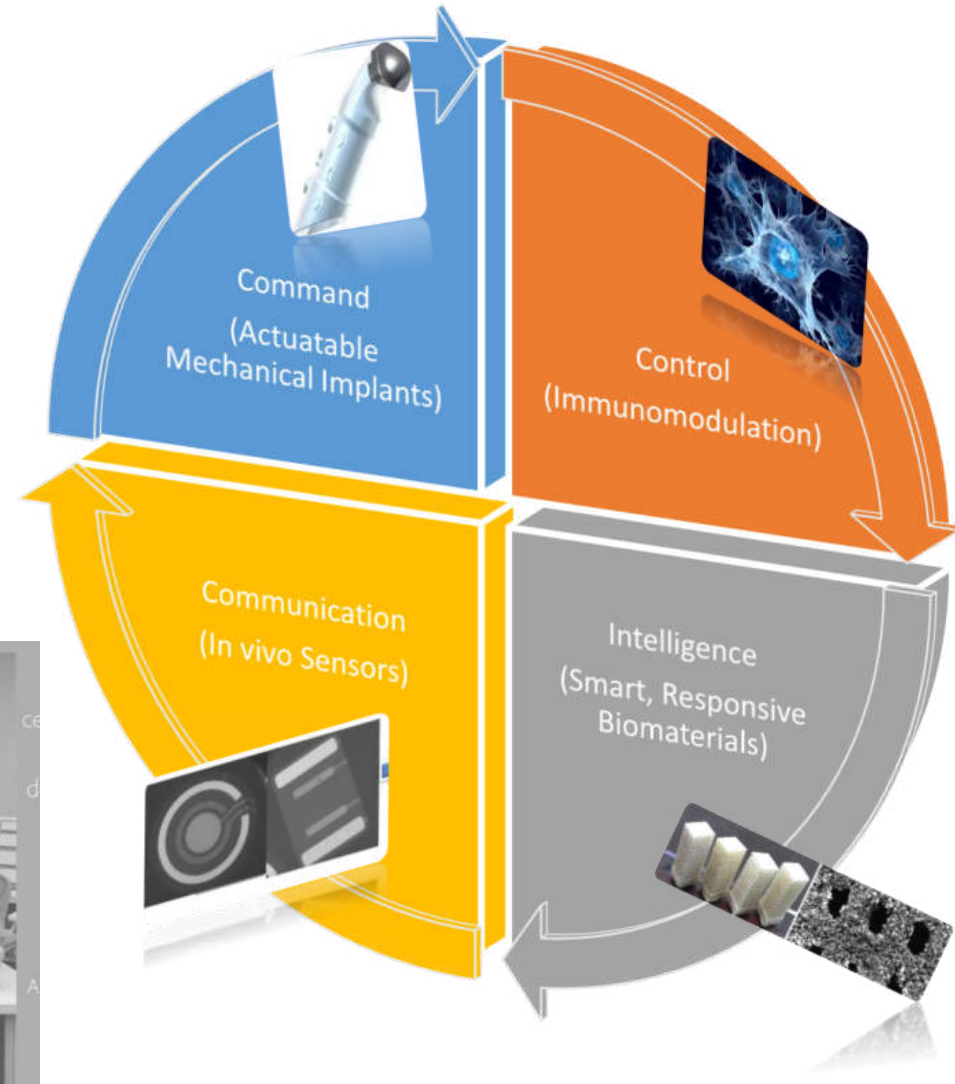 Command
(Actuatable
Mechanical Implants)
Control
(Immunomodulation)
Communication
(In vivo Sensors)
Intelligence
(Smart, Responsive
Biomaterials)